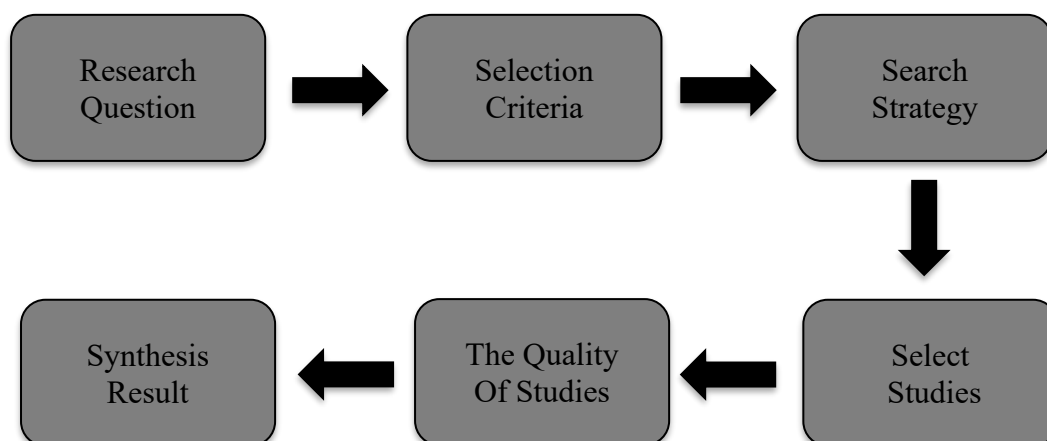 Research
Question
Selection
Criteria
Search
Strategy
Select
Studies
The Quality
Of Studies
Synthesis
Result